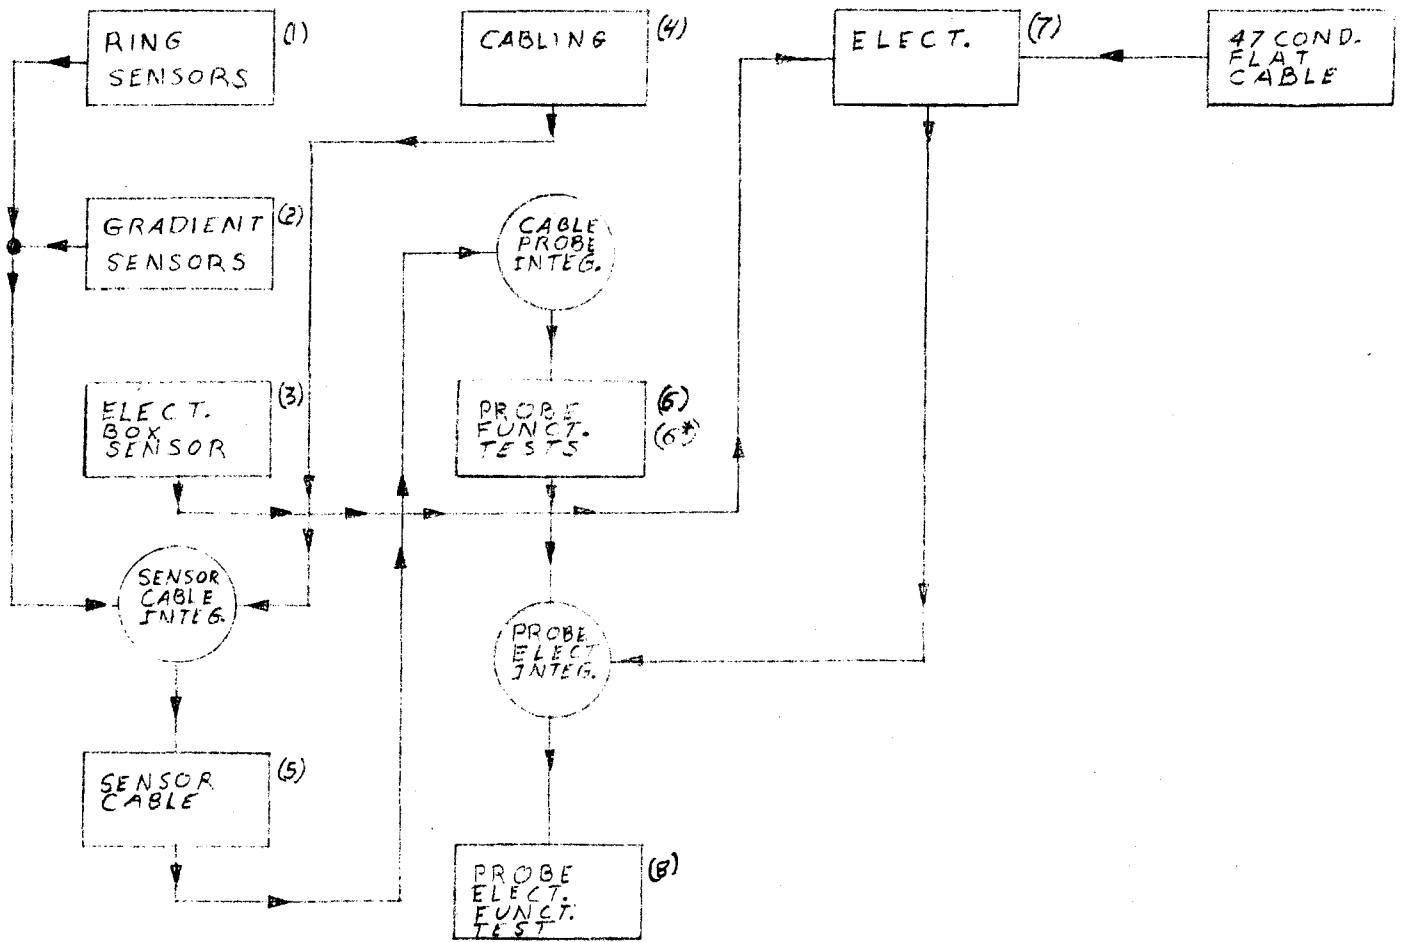 RING
SENSORS
(1)
CABLING
(4)
ELECT.
(7)
47 COND.
FLAT
CABLE
GRADIENT
SENSORS
(2)
CABLE
PROBE
INTEG.
ELECT.
BOX
SENSOR
(3)
PROBE
FUNCT.
TESTS
(6)
(6*)
SENSOR
CABLE
INTEG.
PROBE
ELECT
INTEG.
SENSOR
CABLE
(5)
PROBE
ELECT.
FUNCT.
TEST
(8)